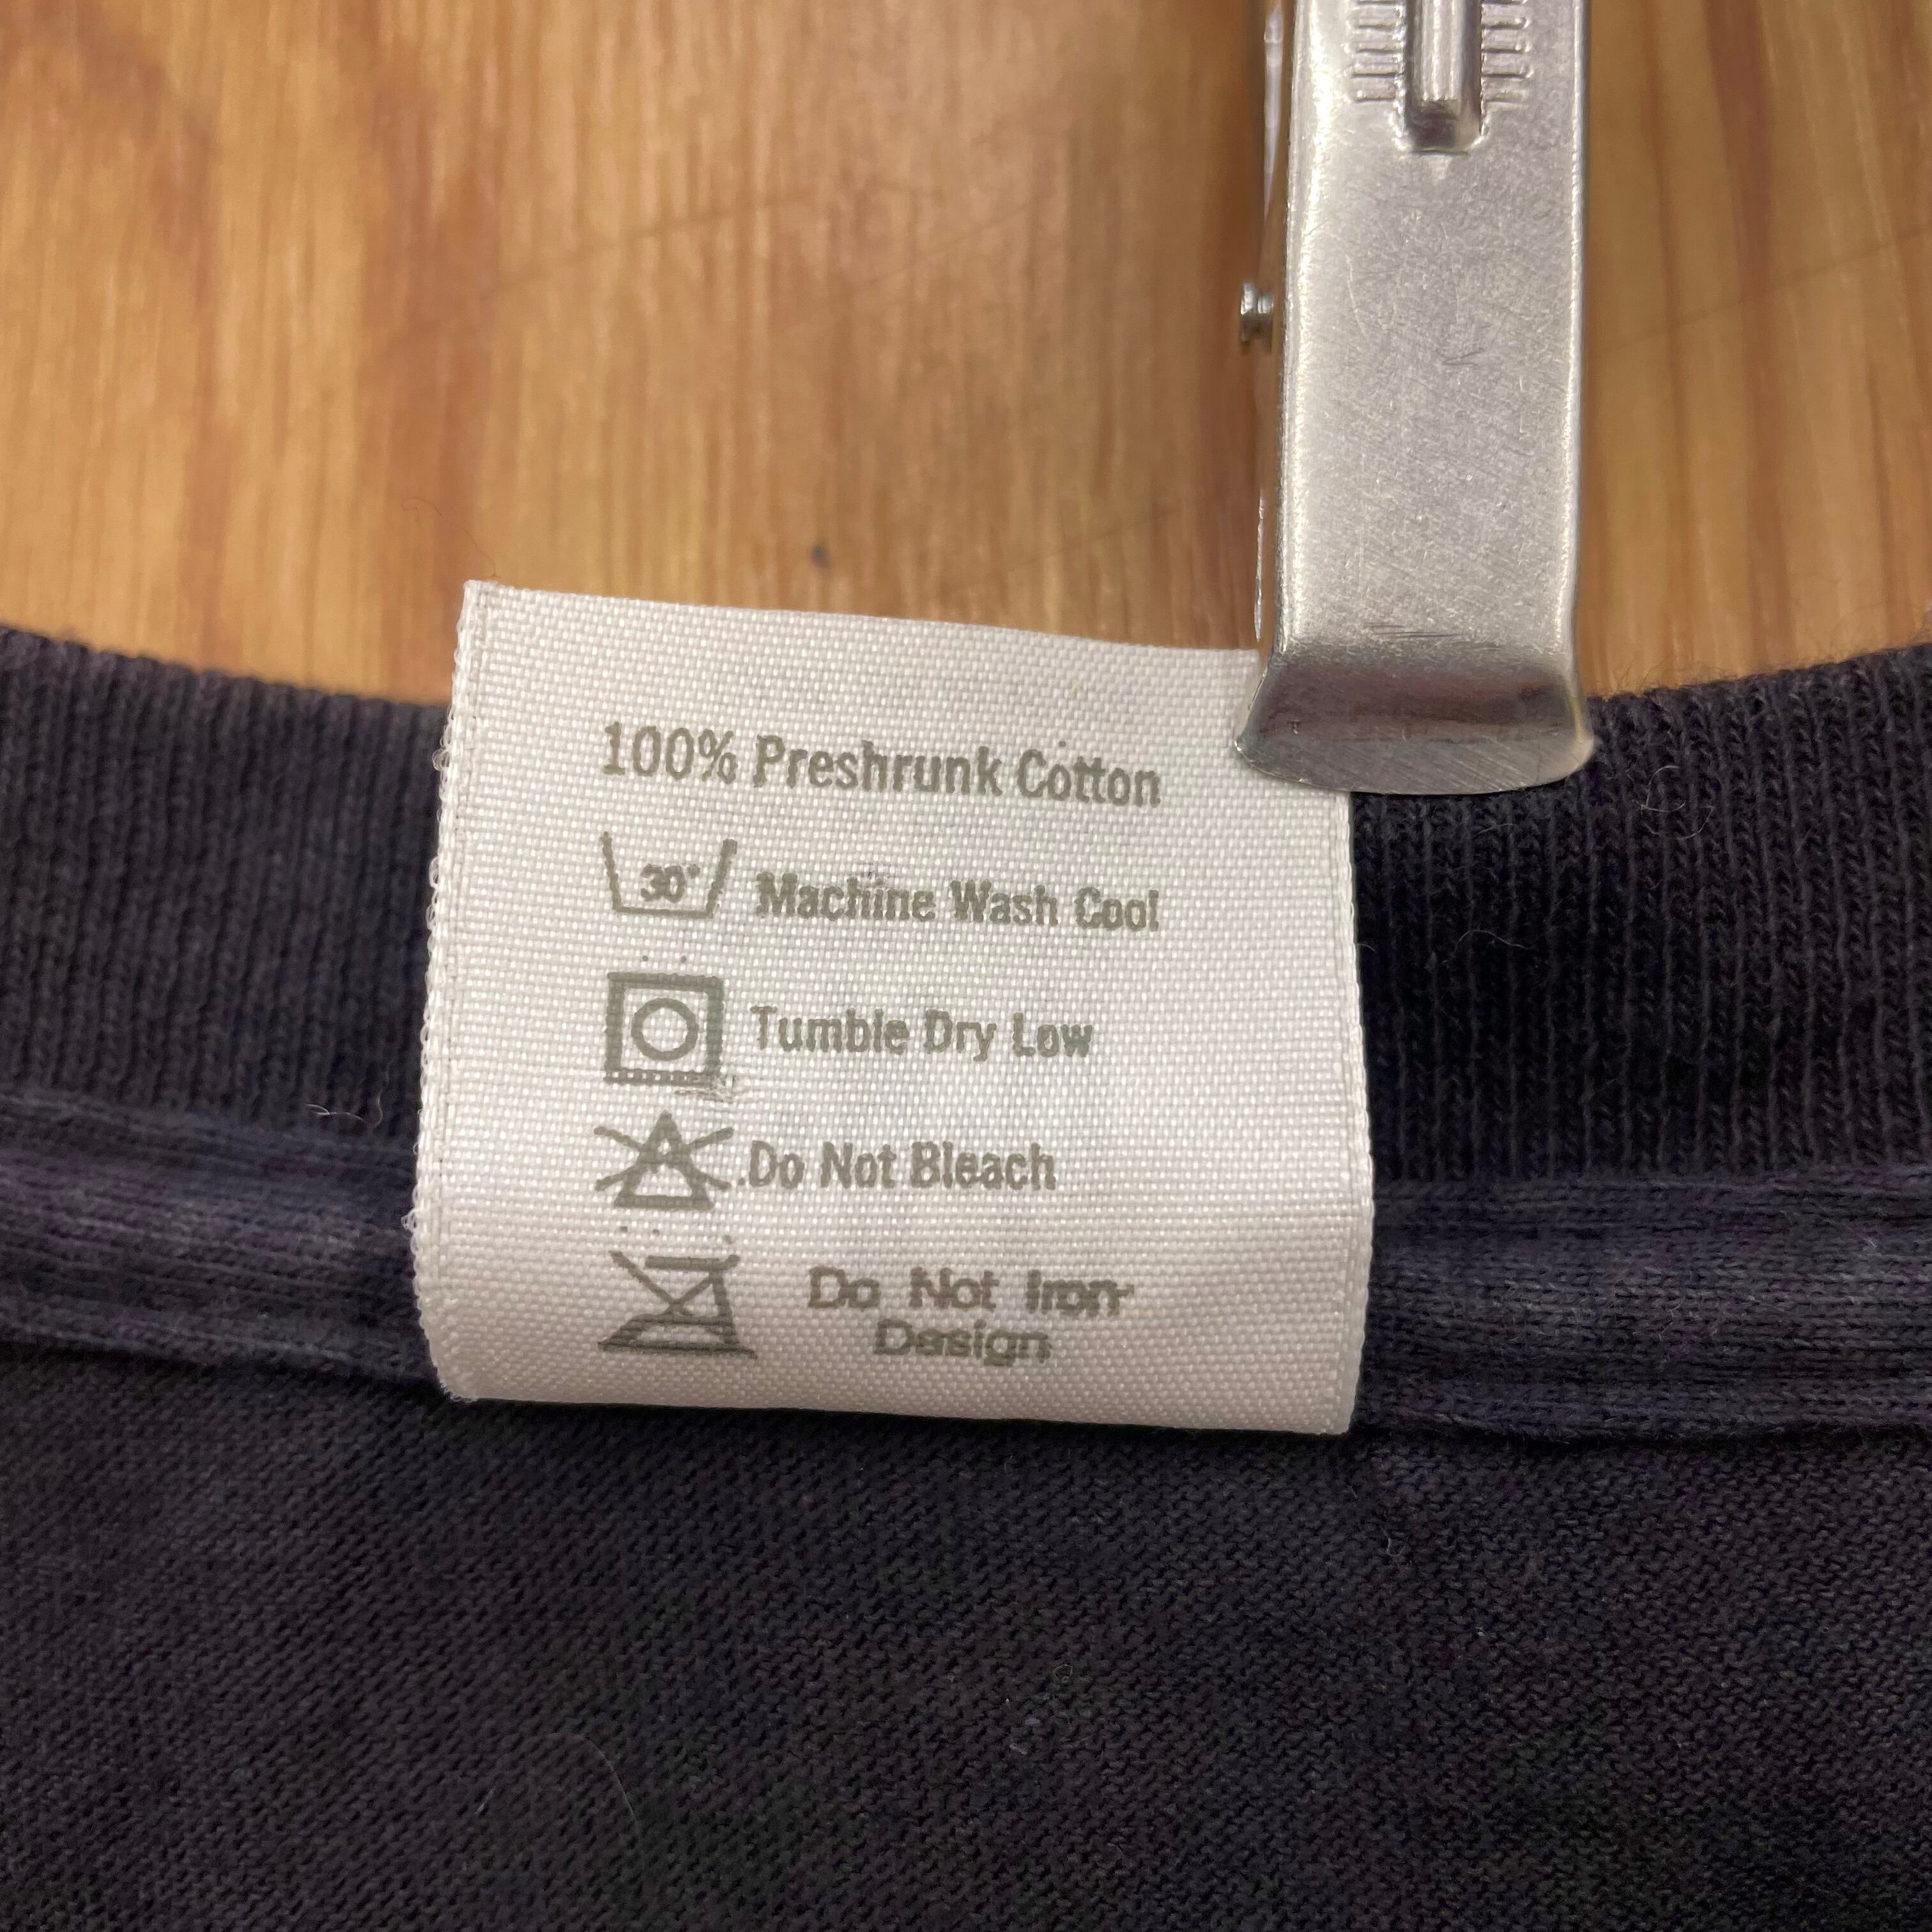 100% Preshrunk Cotton
30° Machine Wash Cool
Tumble Dry Low
Do Not Bleach
Do Not Iron
Design